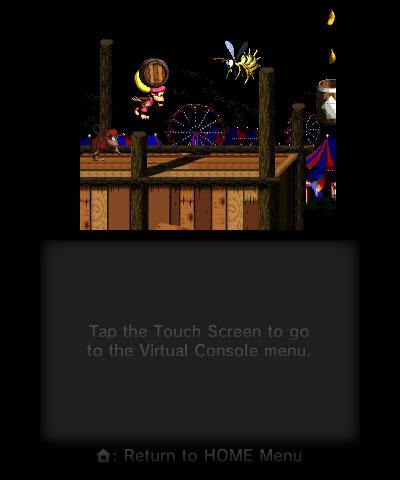 Tap the Touch Screen to go
to the Virtual Console menu.
: Return to HOME Menu